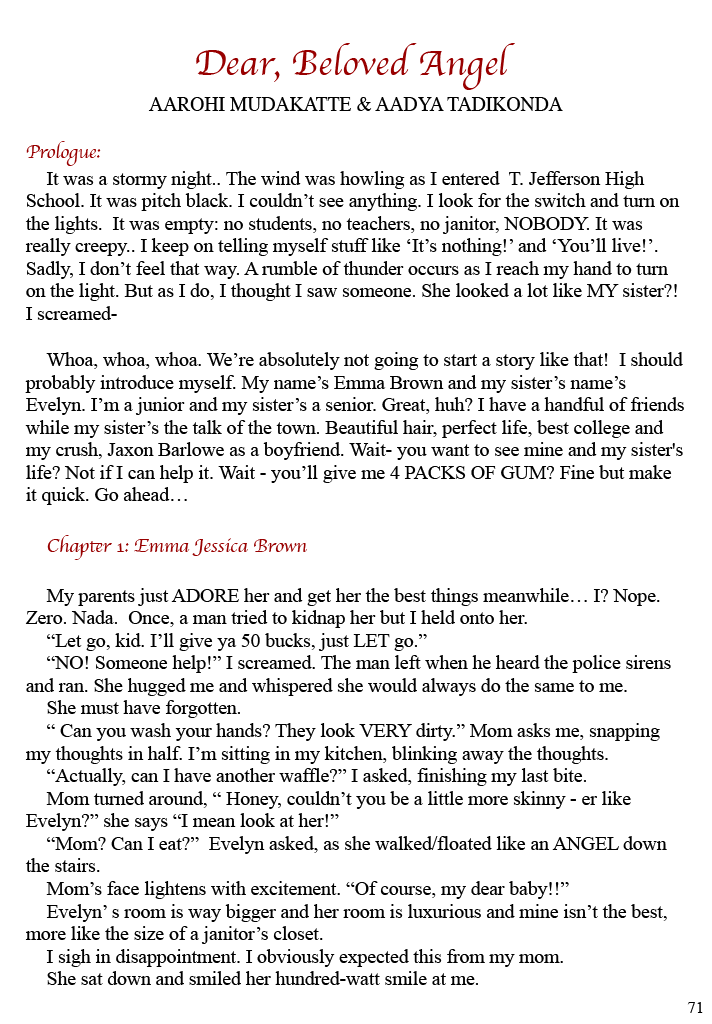 Dear, Beloved Angel
AAROHI MUDAKATTE & AADYA TADIKONDA
Prologue:
It was a stormy night.. The wind was howling as I entered  T. Jefferson High
School. It was pitch black. I couldn’t see anything. I look for the switch and turn on
the lights.  It was empty: no students, no teachers, no janitor, NOBODY. It was
really creepy.. I keep on telling myself stuff like ‘It’s nothing!’ and ‘You’ll live!’.
Sadly, I don’t feel that way. A rumble of thunder occurs as I reach my hand to turn
on the light. But as I do, I thought I saw someone. She looked a lot like MY sister?!
I screamed-
Whoa, whoa, whoa. We’re absolutely not going to start a story like that!  I should
probably introduce myself. My name’s Emma Brown and my sister’s name’s
Evelyn. I’m a junior and my sister’s a senior. Great, huh? I have a handful of friends
while my sister’s the talk of the town. Beautiful hair, perfect life, best college and
my crush, Jaxon Barlowe as a boyfriend. Wait- you want to see mine and my sister's
life? Not if I can help it. Wait - you’ll give me 4 PACKS OF GUM? Fine but make
it quick. Go ahead…
Chapter 1: Emma Jessica Brown
My parents just ADORE her and get her the best things meanwhile… I? Nope.
Zero. Nada.  Once, a man tried to kidnap her but I held onto her.
“Let go, kid. I’ll give ya 50 bucks, just LET go.”
“NO! Someone help!” I screamed. The man left when he heard the police sirens
and ran. She hugged me and whispered she would always do the same to me.
She must have forgotten.
“ Can you wash your hands? They look VERY dirty.” Mom asks me, snapping
my thoughts in half. I’m sitting in my kitchen, blinking away the thoughts.
“Actually, can I have another waffle?” I asked, finishing my last bite.
Mom turned around, “ Honey, couldn’t you be a little more skinny - er like
Evelyn?” she says “I mean look at her!”
“Mom? Can I eat?”  Evelyn asked, as she walked/floated like an ANGEL down
the stairs.
Mom’s face lightens with excitement. “Of course, my dear baby!!”
Evelyn’ s room is way bigger and her room is luxurious and mine isn’t the best,
more like the size of a janitor’s closet.
I sigh in disappointment. I obviously expected this from my mom.
She sat down and smiled her hundred-watt smile at me.
71